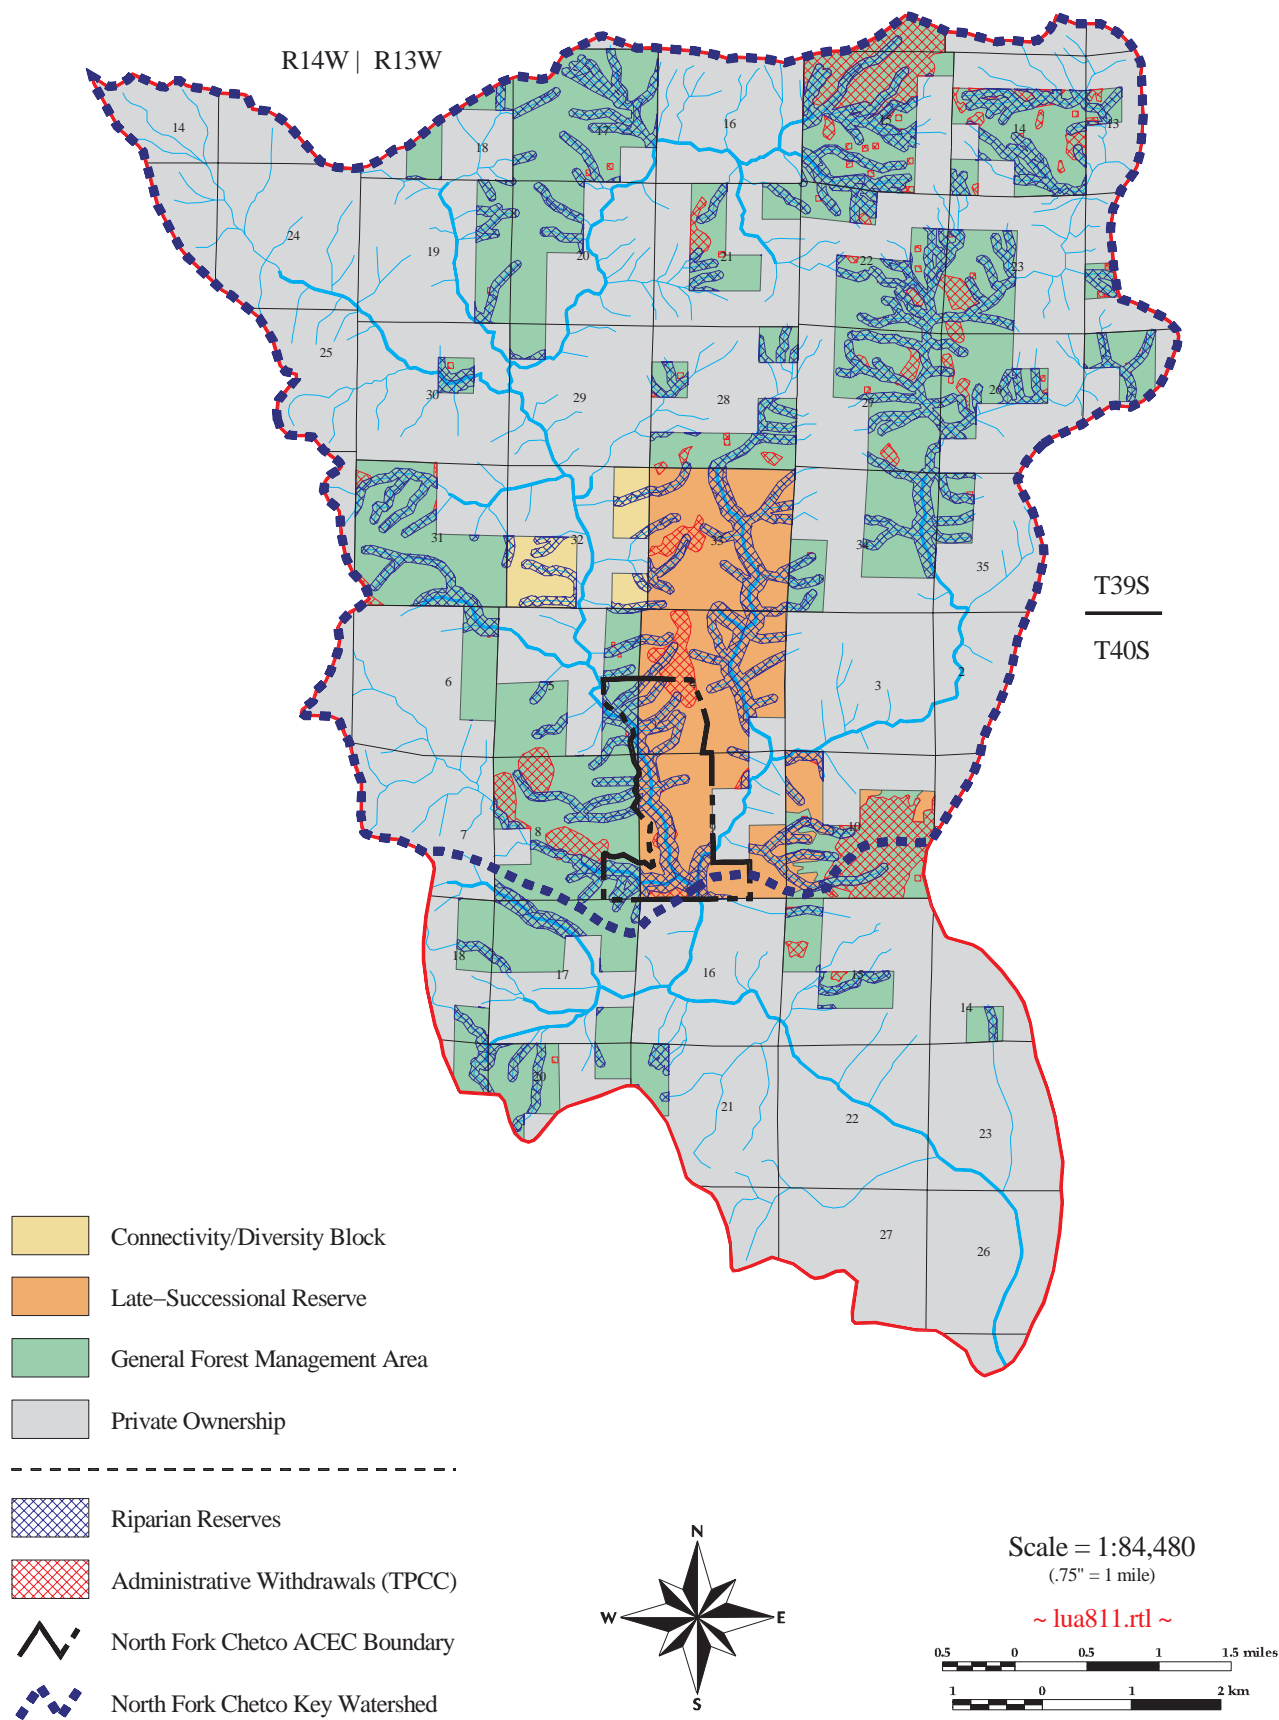 R14W | R13W
14
18
17
16
15
14
13
24
19
20
21
22
23
25
30
29
28
27
26
31
32
33
34
35
T39S
T40S
6
5
4
3
2
7
8
9
10
18
17
16
15
14
20
21
22
23
27
26
Connectivity/Diversity Block
Late–Successional Reserve
General Forest Management Area
Private Ownership
Riparian Reserves
Administrative Withdrawals (TPCC)
North Fork Chetco ACEC Boundary
North Fork Chetco Key Watershed
N
W
E
S
Scale = 1:84,480
(.75" = 1 mile)
~ lua811.rtl ~
0.5 0 0.5 1 1.5 miles
1 0 1 2 km